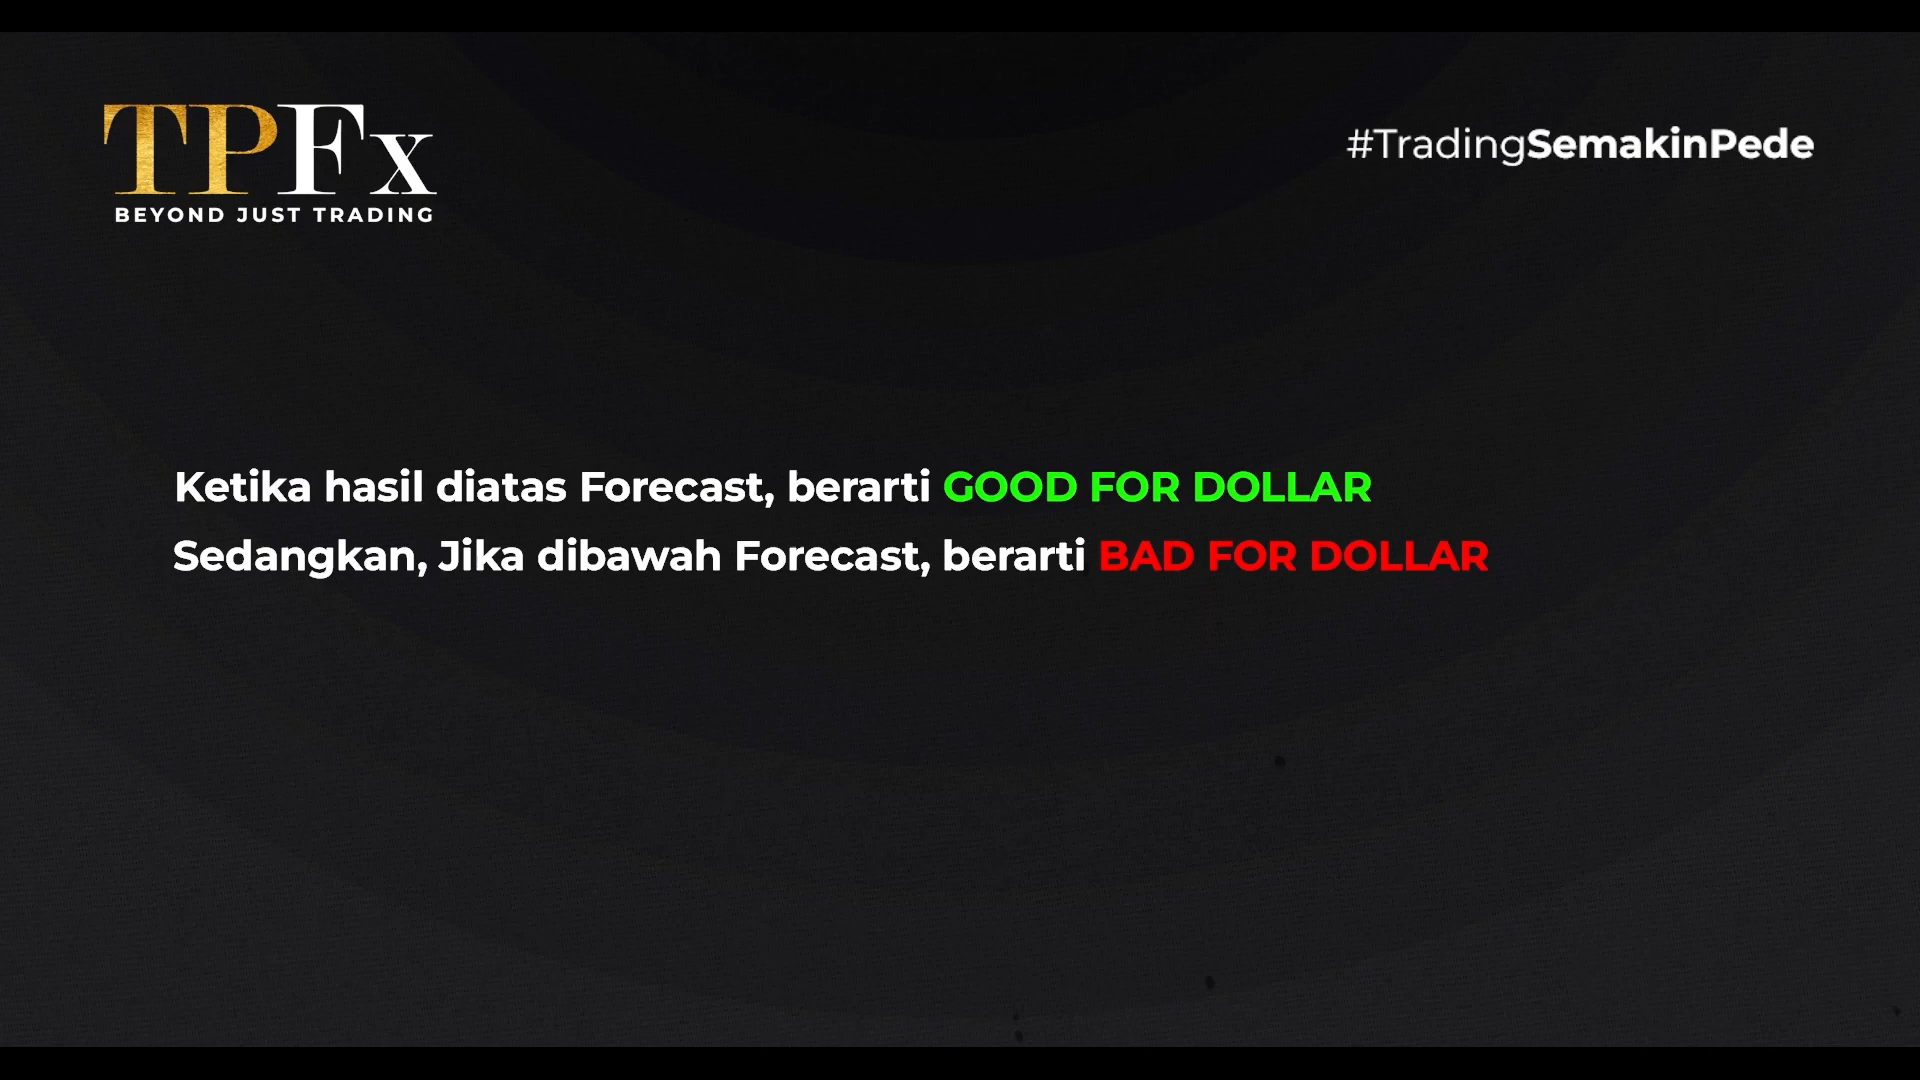 TPFx
BEYOND JUST TRADING
#TradingSemakinPede
Ketika hasil diatas Forecast, berarti GOOD FOR DOLLAR
Sedangkan, Jika dibawah Forecast, berarti BAD FOR DOLLAR